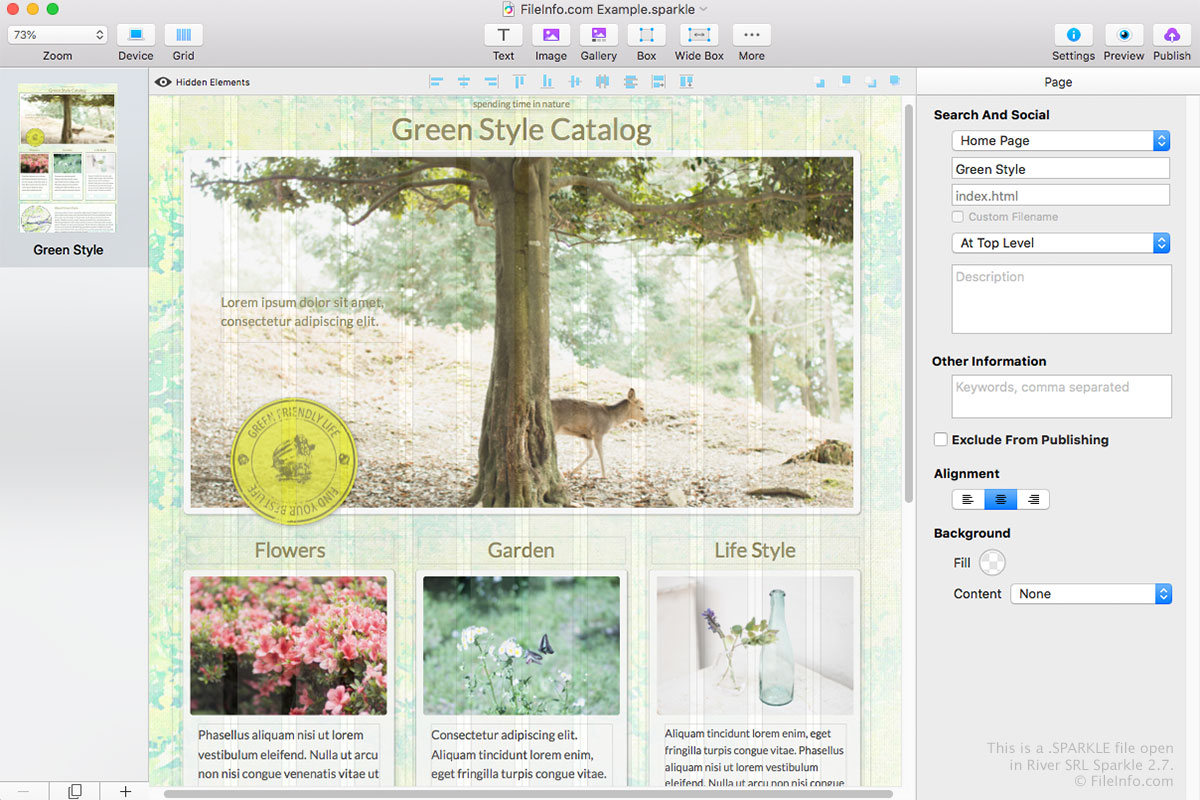 FileInfo.com Example.sparkle
73%
Zoom
Device
Grid
Text
Image
Gallery
Box
Wide Box
More
Settings
Preview
Publish
Hidden Elements
Page
Green Style
spending time in nature
Green Style Catalog
Lorem ipsum dolor sit amet,
consectetur adipiscing elit.
GREEN FRIENDLY LIFE
FIND YOUR BEST LIFE
Flowers
Garden
Life Style
Phasellus aliquam nisi ut lorem
vestibulum eleifend. Nulla ut arcu
non nisi congue venenatis vitae ut
Consectetur adipiscing elit.
Aliquam tincidunt lorem enim,
eget fringilla turpis congue vitae.
Aliquam tincidunt lorem enim, eget
fringilla turpis congue vitae. Phasellus
aliquam nisi ut lorem vestibulum
eleifend. Nulla ut arcu non nisi congue
Search And Social
Home Page
Green Style
index.html
Custom Filename
At Top Level
Description
Other Information
Keywords, comma separated
Exclude From Publishing
Alignment
Background
Fill
Content
None
This is a .SPARKLE file open
in River SRL Sparkle 2.7.
© FileInfo.com